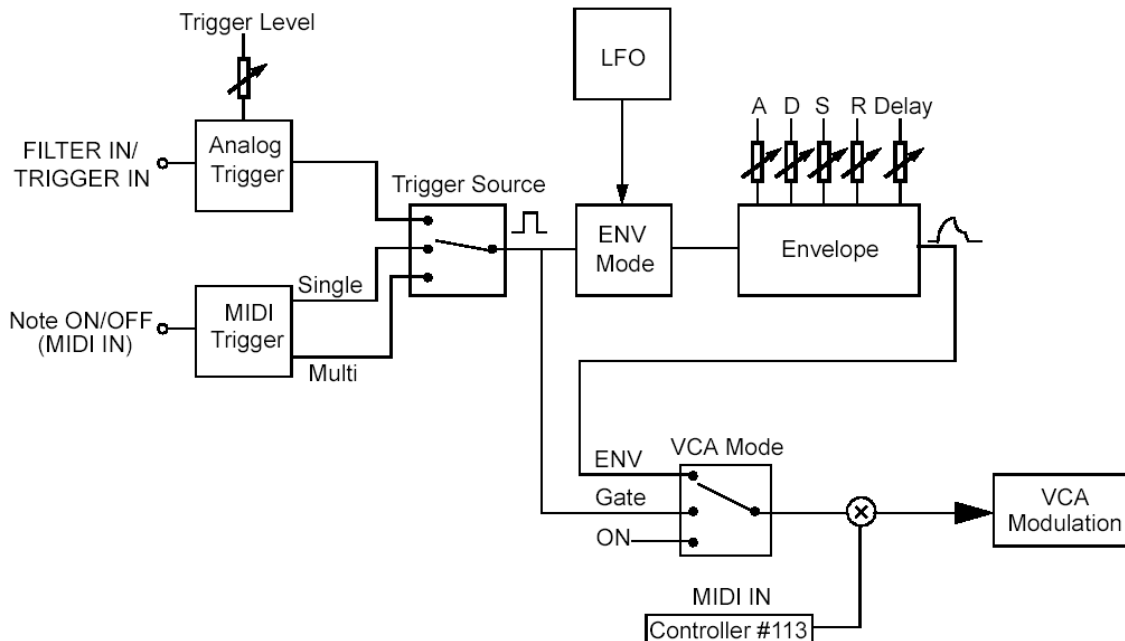 Trigger Level
LFO
A D S R Delay
FILTER IN/
TRIGGER IN
Analog
Trigger
Trigger Source
ENV
Mode
Envelope
Note ON/OFF
(MIDI IN)
MIDI
Trigger
Single
Multi
VCA Mode
ENV
Gate
ON
VCA
Modulation
MIDI IN
Controller #113